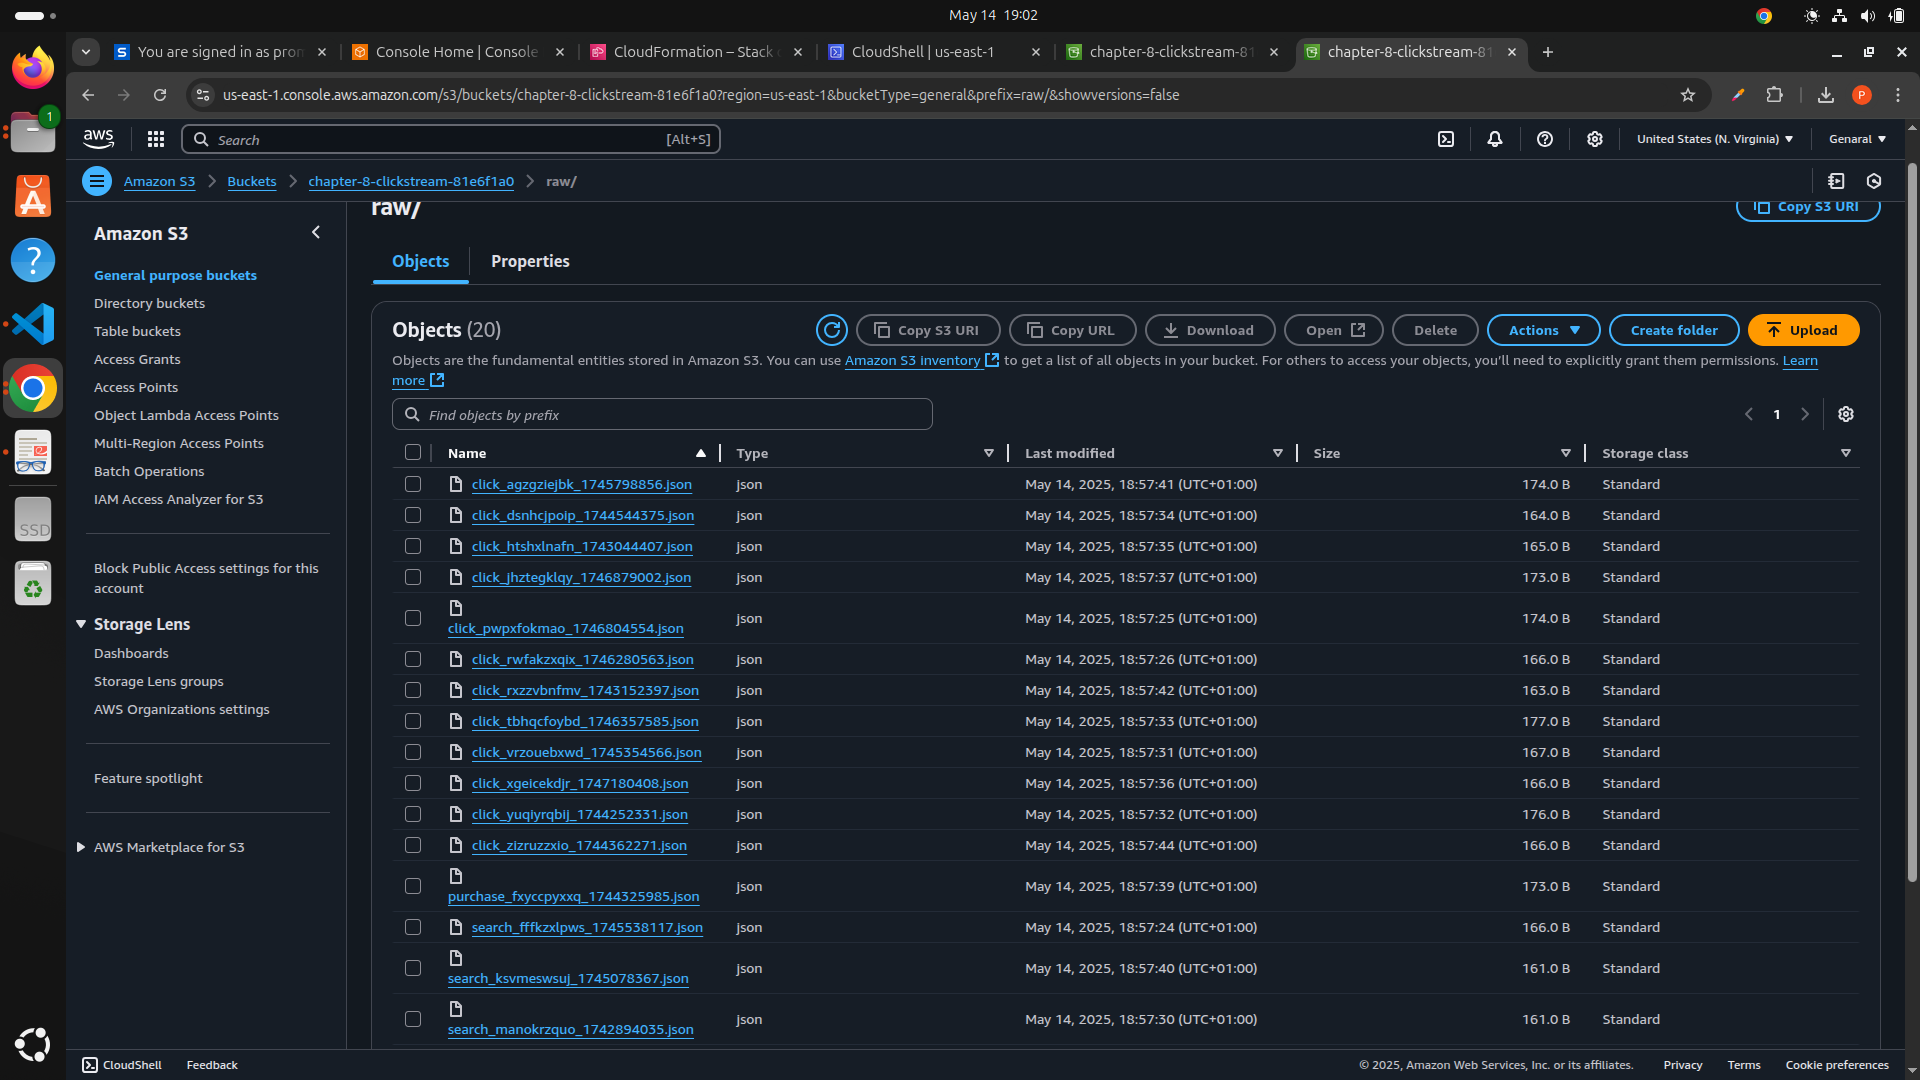 May 14 19:02
You are signed in as pron
Console Home | Console
CloudFormation – Stack
CloudShell | us-east-1
chapter-8-clickstream-81
chapter-8-clickstream-81
us-east-1.console.aws.amazon.com/s3/buckets/chapter-8-clickstream-81e6f1a0?region=us-east-1&bucketType=general&prefix=raw/&showversions=false
P
1
aws
Search [Alt+S]
United States (N. Virginia)
Genaral
Amazon S3
Buckets
chapter-8-clickstream-81e6f1a0
raw/
Amazon S3
General purpose buckets
Directory buckets
Table buckets
Access Grants
Access Points
Object Lambda Access Points
Multi-Region Access Points
Batch Operations
IAM Access Analyzer for S3
Block Public Access settings for this
account
Storage Lens
Dashboards
Storage Lens groups
AWS Organizations settings
Feature spotlight
AWS Marketplace for S3
SSD
raw/
Copy S3 URI
Objects
Properties
Objects (20)
Copy S3 URI
Copy URL
Download
Open
Delete
Actions
Create folder
Upload
Objects are the fundamental entities stored in Amazon S3. You can use Amazon S3 inventory to get a list of all objects in your bucket. For others to access your objects, you'll need to explicitly grant them permissions. Learn
more
Find objects by prefix
1
Name Type Last modified Size Storage class
click_agzgziejbk_1745798856.json json May 14, 2025, 18:57:41 (UTC+01:00) 174.0 B Standard
click_dsnhcjpoip_1744544375.json json May 14, 2025, 18:57:34 (UTC+01:00) 164.0 B Standard
click_htshxlnafn_1743044407.json json May 14, 2025, 18:57:35 (UTC+01:00) 165.0 B Standard
click_jhztegklqy_1746879002.json json May 14, 2025, 18:57:37 (UTC+01:00) 173.0 B Standard
click_pwpxfokmao_1746804554.json json May 14, 2025, 18:57:25 (UTC+01:00) 174.0 B Standard
click_rwfakzxqix_1746280563.json json May 14, 2025, 18:57:26 (UTC+01:00) 166.0 B Standard
click_rxzzvbnfmv_1743152397.json json May 14, 2025, 18:57:42 (UTC+01:00) 163.0 B Standard
click_tbhqcfoybd_1746357585.json json May 14, 2025, 18:57:33 (UTC+01:00) 177.0 B Standard
click_vrzouebxwd_1745354566.json json May 14, 2025, 18:57:31 (UTC+01:00) 167.0 B Standard
click_xgeicekdjr_1747180408.json json May 14, 2025, 18:57:36 (UTC+01:00) 166.0 B Standard
click_yuqiyrqbij_1744252331.json json May 14, 2025, 18:57:32 (UTC+01:00) 176.0 B Standard
click_zizruzzxio_1744362271.json json May 14, 2025, 18:57:44 (UTC+01:00) 166.0 B Standard
purchase_fxyccpyxxq_1744325985.json json May 14, 2025, 18:57:39 (UTC+01:00) 173.0 B Standard
search_fffkzxlpws_1745538117.json json May 14, 2025, 18:57:24 (UTC+01:00) 166.0 B Standard
search_ksvmeswsuj_1745078367.json json May 14, 2025, 18:57:40 (UTC+01:00) 161.0 B Standard
search_manokrzquo_1742894035.json json May 14, 2025, 18:57:30 (UTC+01:00) 161.0 B Standard
CloudShell
Feedback
© 2025, Amazon Web Services, Inc. or its affiliates.
Privacy
Terms
Cookie preferences